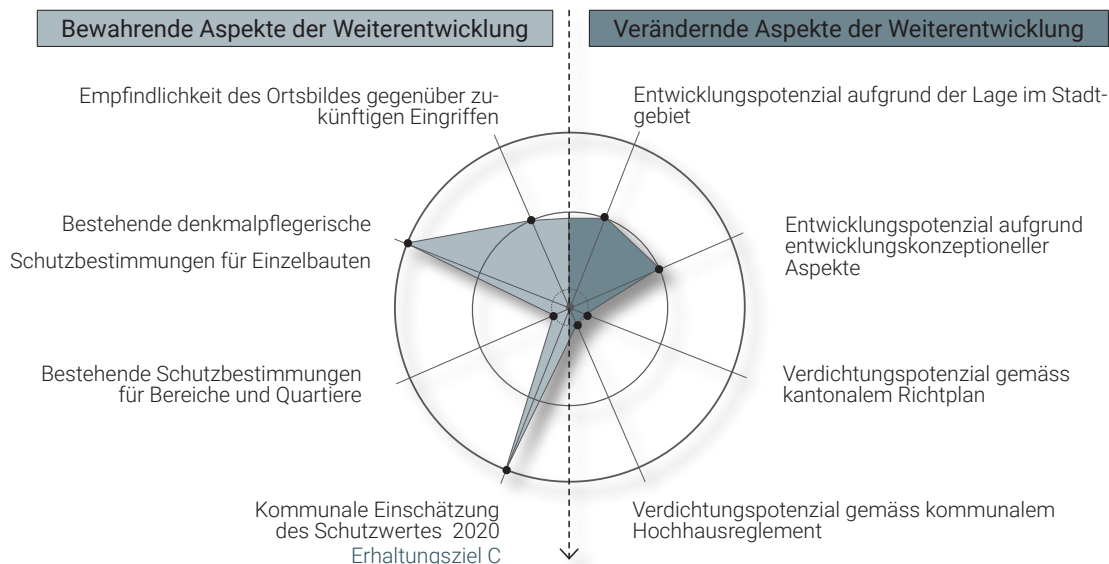 Bewahrende Aspekte der Weiterentwicklung
Verändernde Aspekte der Weiterentwicklung
Empfindlichkeit des Ortsbildes gegenüber zu-
künftigen Eingriffen
Entwicklungspotenzial aufgrund der Lage im Stadt-
gebiet
Bestehende denkmalpflegerische
Schutzbestimmungen für Einzelbauten
Entwicklungspotenzial aufgrund
entwicklungskonzeptioneller
Aspekte
Bestehende Schutzbestimmungen
für Bereiche und Quartiere
Verdichtungspotenzial gemäss
kantonalem Richtplan
Kommunale Einschätzung
des Schutzwertes 2020
Erhaltungsziel C
Verdichtungspotenzial gemäss kommunalem
Hochhausreglement